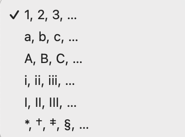 ✓ 1, 2, 3, ...
a, b, c, ...
A, B, C, ...
i, ii, iii, ...
I, II, III, ...
*, †, ‡, §, ...